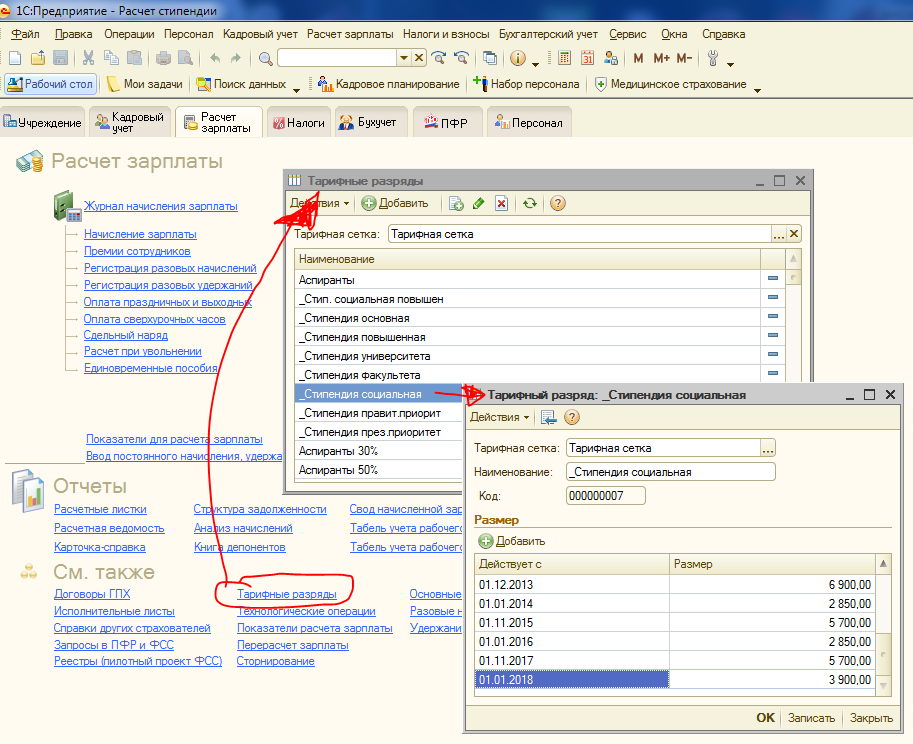 1С:Предприятие - Расчет стипендии
Файл Правка Операции Персонал Кадровый учет Расчет зарплаты Налоги и взносы Бухгалтерский учет Сервис Окна Справка
M M+ M-
Рабочий стол Мои задачи Поиск данных Кадровое планирование Набор персонала Медицинское страхование
Учреждение Кадровый учет Расчет зарплаты Налоги Бухучет ПФР Персонал
Расчет зарплаты
Журнал начисления зарплаты
Начисление зарплаты
Премии сотрудников
Регистрация разовых начислений
Регистрация разовых удержаний
Оплата праздничных и выходных
Оплата сверхурочных часов
Сдельный наряд
Расчет при увольнении
Единовременные пособия
Показатели для расчета зарплаты
Ввод постоянного начисления, удержа
Отчеты
Расчетные листки Структура задолженности Свод начисленной зар
Расчетная ведомость Анализ начислений Табель учета рабочего
Карточка-справка Книга депонентов Табель учета рабочего
См. также
Договоры ГПХ Тарифные разряды Основные
Исполнительные листы Технологические операции Разовые н
Справки других страхователей Показатели расчета зарплаты Удержани
Запросы в ПФР и ФСС Перерасчет зарплаты
Реестры (пилотный проект ФСС) Сторнирование
Тарифные разряды
Действия Добавить
Тарифная сетка: Тарифная сетка
Наименование
Аспиранты
_Стип. социальная повышен
_Стипендия основная
_Стипендия повышенная
_Стипендия университета
_Стипендия факультета
_Стипендия социальная
_Стипендия правит.приорит
_Стипендия през.приоритет
Аспиранты 30%
Аспиранты 50%
Тарифный разряд: _Стипендия социальная
Действия
Тарифная сетка: Тарифная сетка
Наименование: _Стипендия социальная
Код: 000000007
Размер
Добавить
Действует с Размер
01.12.2013 6 900,00
01.01.2014 2 850,00
01.11.2015 5 700,00
01.01.2016 2 850,00
01.11.2017 5 700,00
01.01.2018 3 900,00
OK Записать Закрыть